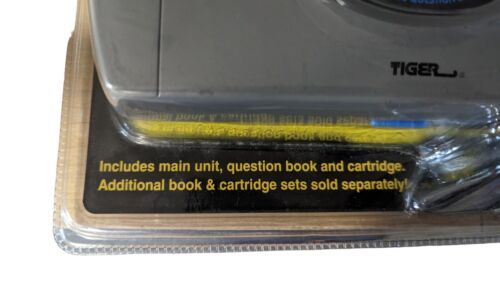 TIGER
Includes main unit, question book and cartridge.
Additional book & cartridge sets sold separately!